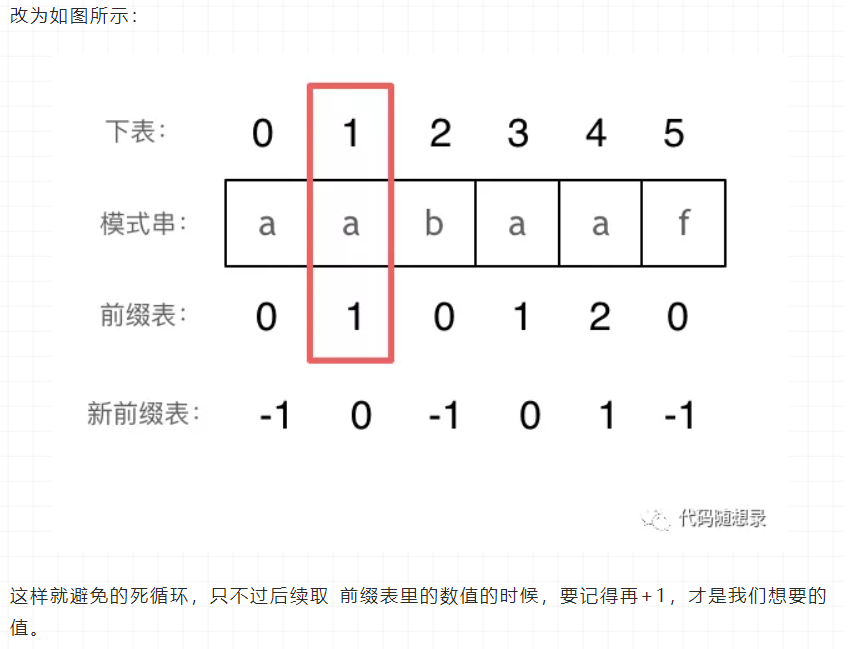 改为如图所示：
下表： 0 1 2 3 4 5
模式串： a a b a a f
前缀表： 0 1 0 1 2 0
新前缀表： -1 0 -1 0 1 -1
代码随想录
这样就避免的死循环，只不过后续取 前缀表里的数值的时候，要记得再+1，才是我们想要的
值。